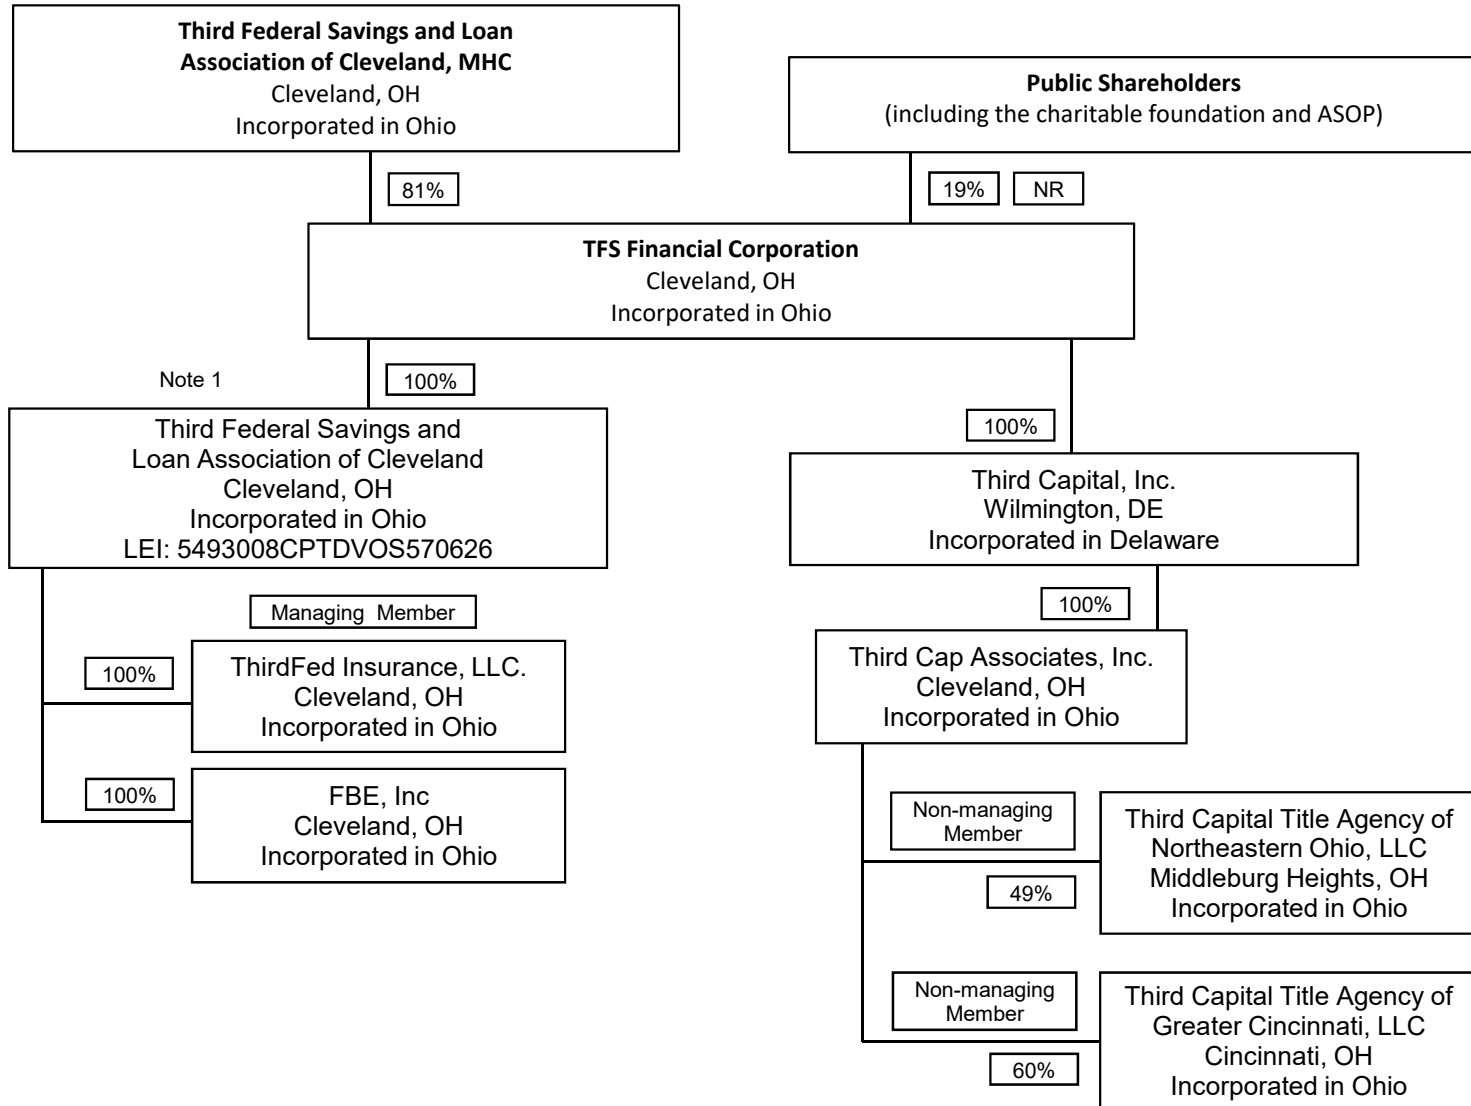 Third Federal Savings and Loan
Association of Cleveland, MHC
Cleveland, OH
Incorporated in Ohio
Public Shareholders
(including the charitable foundation and ASOP)
81%
19%
NR
TFS Financial Corporation
Cleveland, OH
Incorporated in Ohio
Note 1
100%
Third Federal Savings and
Loan Association of Cleveland
Cleveland, OH
Incorporated in Ohio
LEI: 5493008CPTDVOS570626
Managing Member
100%
ThirdFed Insurance, LLC.
Cleveland, OH
Incorporated in Ohio
100%
FBE, Inc
Cleveland, OH
Incorporated in Ohio
100%
Third Capital, Inc.
Wilmington, DE
Incorporated in Delaware
100%
Third Cap Associates, Inc.
Cleveland, OH
Incorporated in Ohio
Non-managing
Member
49%
Third Capital Title Agency of
Northeastern Ohio, LLC
Middleburg Heights, OH
Incorporated in Ohio
Non-managing
Member
60%
Third Capital Title Agency of
Greater Cincinnati, LLC
Cincinnati, OH
Incorporated in Ohio